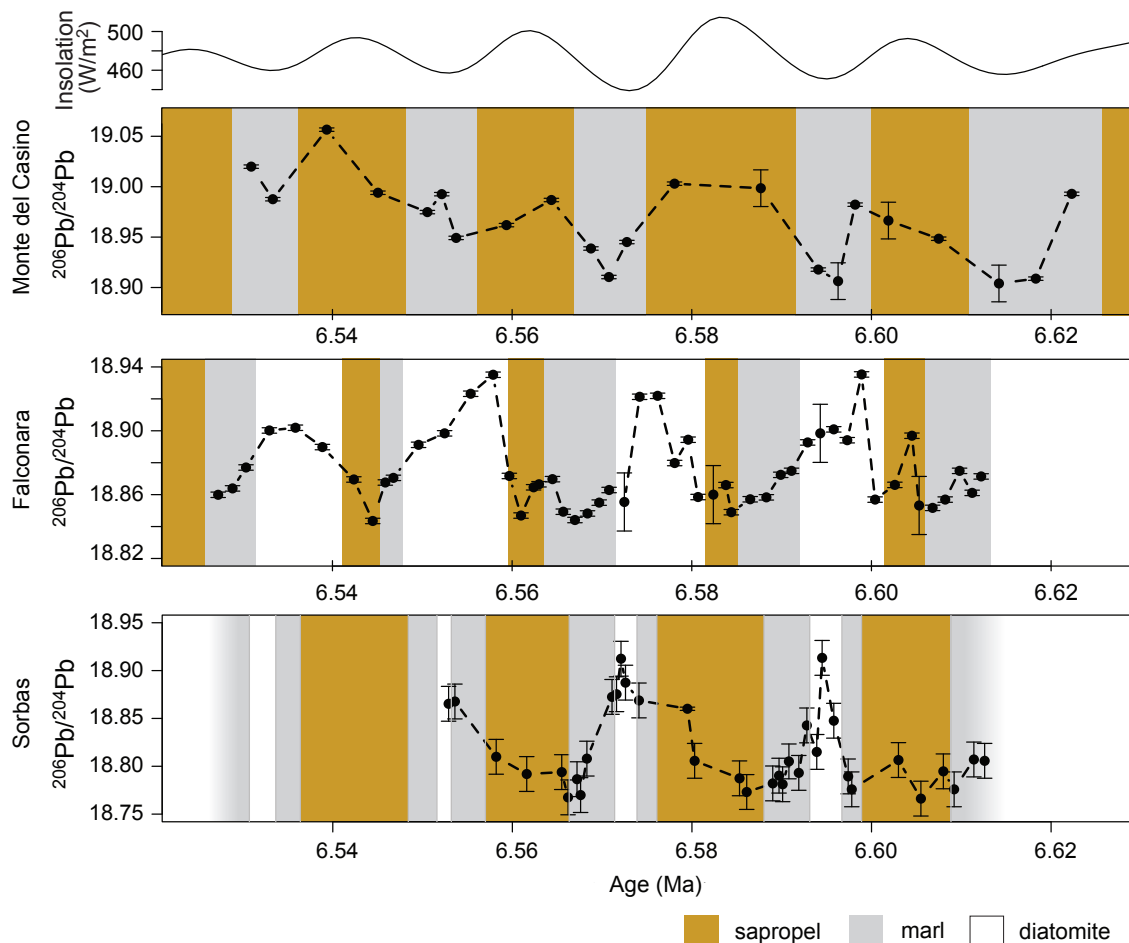 Insolation
(W/m²)
500
460
Monte del Casino
²⁰⁶Pb/²⁰⁴Pb
19.05
19.00
18.95
18.90
6.54 6.56 6.58 6.60 6.62
Falconara
²⁰⁶Pb/²⁰⁴Pb
18.94
18.90
18.86
18.82
6.54 6.56 6.58 6.60 6.62
Sorbas
²⁰⁶Pb/²⁰⁴Pb
18.95
18.90
18.85
18.80
18.75
6.54 6.56 6.58 6.60 6.62
Age (Ma)
sapropel marl diatomite